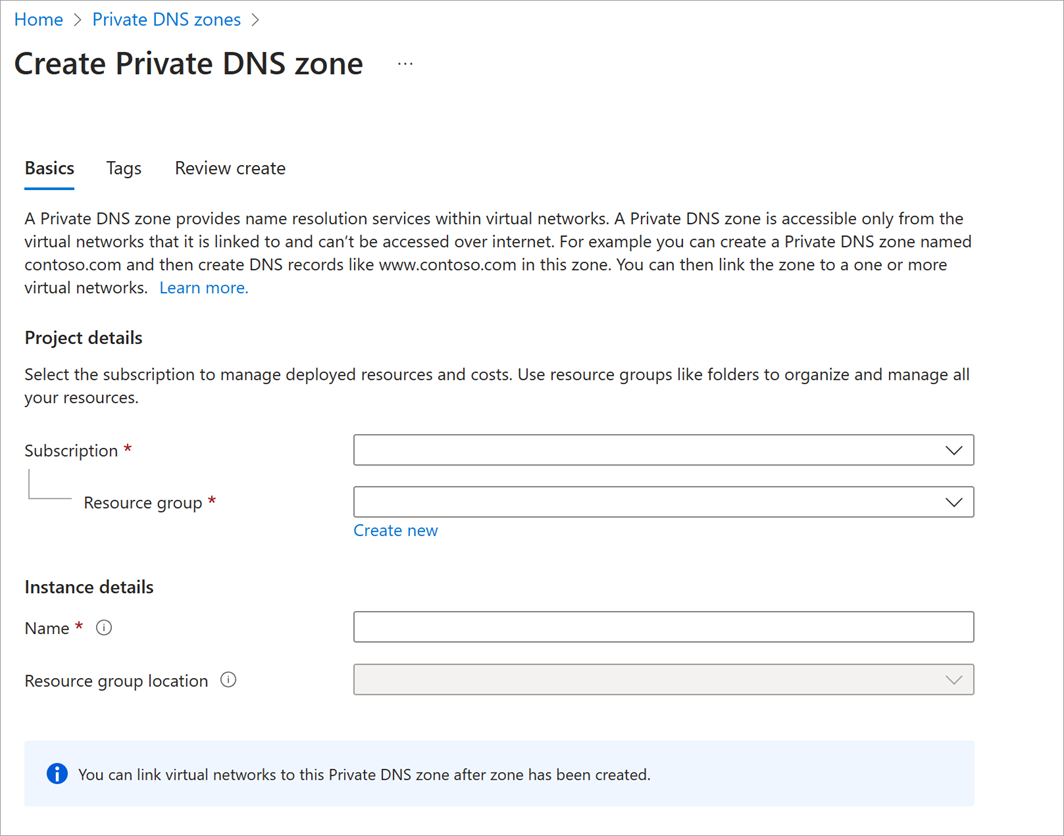 Home > Private DNS zones >
Create Private DNS zone ...
Basics Tags Review create
A Private DNS zone provides name resolution services within virtual networks. A Private DNS zone is accessible only from the
virtual networks that it is linked to and can’t be accessed over internet. For example you can create a Private DNS zone named
contoso.com and then create DNS records like www.contoso.com in this zone. You can then link the zone to a one or more
virtual networks. Learn more.
Project details
Select the subscription to manage deployed resources and costs. Use resource groups like folders to organize and manage all
your resources.
Subscription *
Resource group *
Create new
Instance details
Name *
Resource group location
You can link virtual networks to this Private DNS zone after zone has been created.